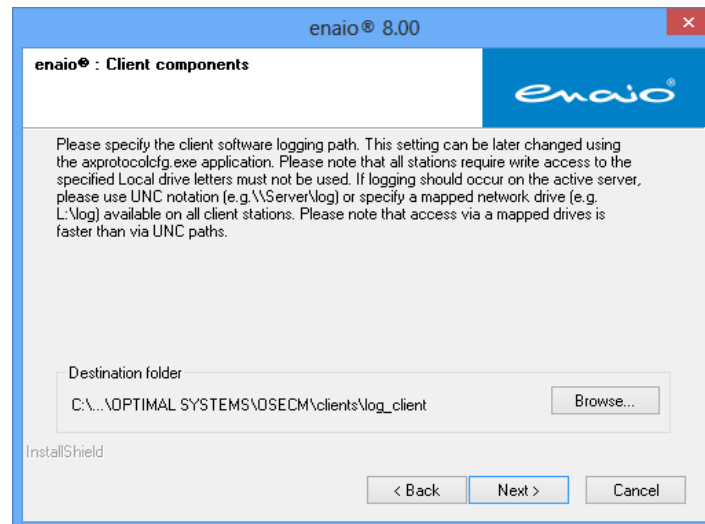 enaio® 8.00
enaio® : Client components
enaio®
Please specify the client software logging path. This setting can be later changed using
the axprotocolcfg.exe application. Please note that all stations require write access to the
specified Local drive letters must not be used. If logging should occur on the active server,
please use UNC notation (e.g.\\Server\log) or specify a mapped network drive (e.g.
L:\log) available on all client stations. Please note that access via a mapped drives is
faster than via UNC paths.
Destination folder
C:\...\OPTIMAL SYSTEMS\OSECM\clients\log_client
Browse...
InstallShield
< Back
Next >
Cancel